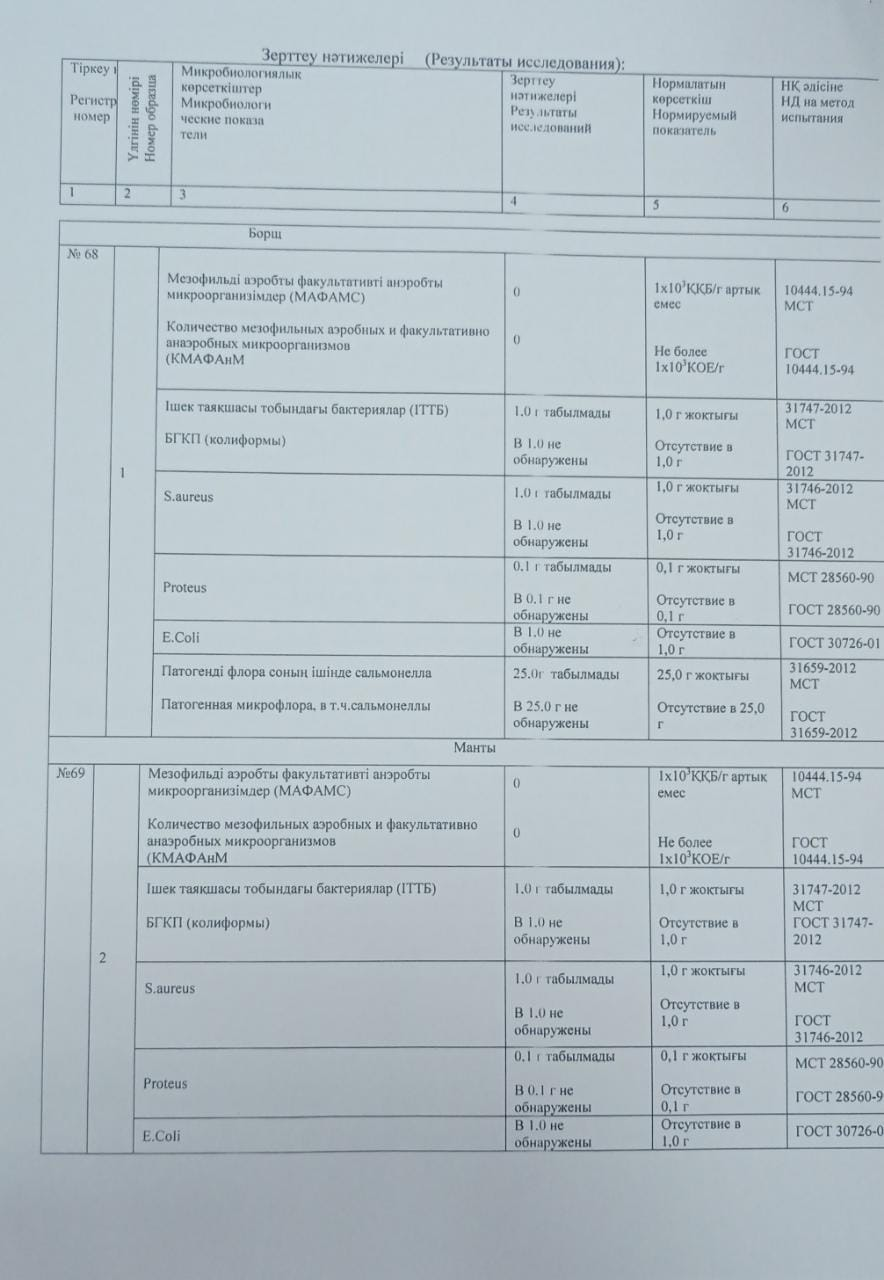 Зерттеу нәтижелері (Результаты исследования):
Тіркеу
Регистр
номер
Үлгінің нөмірі
Номер образца
Микробиологиялық
көрсеткіштер
Микробиологи
ческие показа
тели
Зерттеу
нәтижелері
Результаты
исследований
Нормалатын
көрсеткіш
Нормируемый
показатель
НҚ әдісіне
НД на метод
испытания
1
2
3
4
5
6
Борщ
№ 68
1
Мезофильді аэробты факультативті анэробты
микроорганизімдер (МАФАМС)
Количество мезофильных аэробных и факультативно
анаэробных микроорганизмов
(КМАФАнМ
0
0
1х10³ҚҚБ/г артык
емес
Не более
1х10³КОЕ/г
10444.15-94
МСТ
ГОСТ
10444.15-94
Ішек таяқшасы тобындағы бактериялар (ІТТБ)
БГКП (колиформы)
1.0 г табылмады
В 1.0 не
обнаружены
1,0 г жоқтығы
Отсутствие в
1,0 г
31747-2012
МСТ
ГОСТ 31747-
2012
S.aureus
1.0 г табылмады
В 1.0 не
обнаружены
1,0 г жоқтығы
Отсутствие в
1,0 г
31746-2012
МСТ
ГОСТ
31746-2012
Proteus
0.1 г табылмады
В 0.1 г не
обнаружены
0,1 г жоқтығы
Отсутствие в
0,1 г
МСТ 28560-90
ГОСТ 28560-90
E.Coli
В 1.0 не
обнаружены
Отсутствие в
1,0 г
ГОСТ 30726-01
Патогенді флора соның ішінде сальмонелла
Патогенная микрофлора, в т.ч.сальмонеллы
25.0г табылмады
В 25.0 г не
обнаружены
25,0 г жоқтығы
Отсутствие в 25,0
г
31659-2012
МСТ
ГОСТ
31659-2012
Манты
№69
2
Мезофильді аэробты факультативті анэробты
микроорганизімдер (МАФАМС)
Количество мезофильных аэробных и факультативно
анаэробных микроорганизмов
(КМАФАнМ
0
0
1х10³ҚҚБ/г артык
емес
Не более
1х10³КОЕ/г
10444.15-94
МСТ
ГОСТ
10444.15-94
Ішек таяқшасы тобындағы бактериялар (ІТТБ)
БГКП (колиформы)
1.0 г табылмады
В 1.0 не
обнаружены
1,0 г жоқтығы
Отсутствие в
1,0 г
31747-2012
МСТ
ГОСТ 31747-
2012
S.aureus
1.0 г табылмады
В 1.0 не
обнаружены
1,0 г жоқтығы
Отсутствие в
1,0 г
31746-2012
МСТ
ГОСТ
31746-2012
Proteus
0.1 г табылмады
В 0.1 г не
обнаружены
0,1 г жоқтығы
Отсутствие в
0,1 г
МСТ 28560-90
ГОСТ 28560-9
E.Coli
В 1.0 не
обнаружены
Отсутствие в
1,0 г
ГОСТ 30726-0